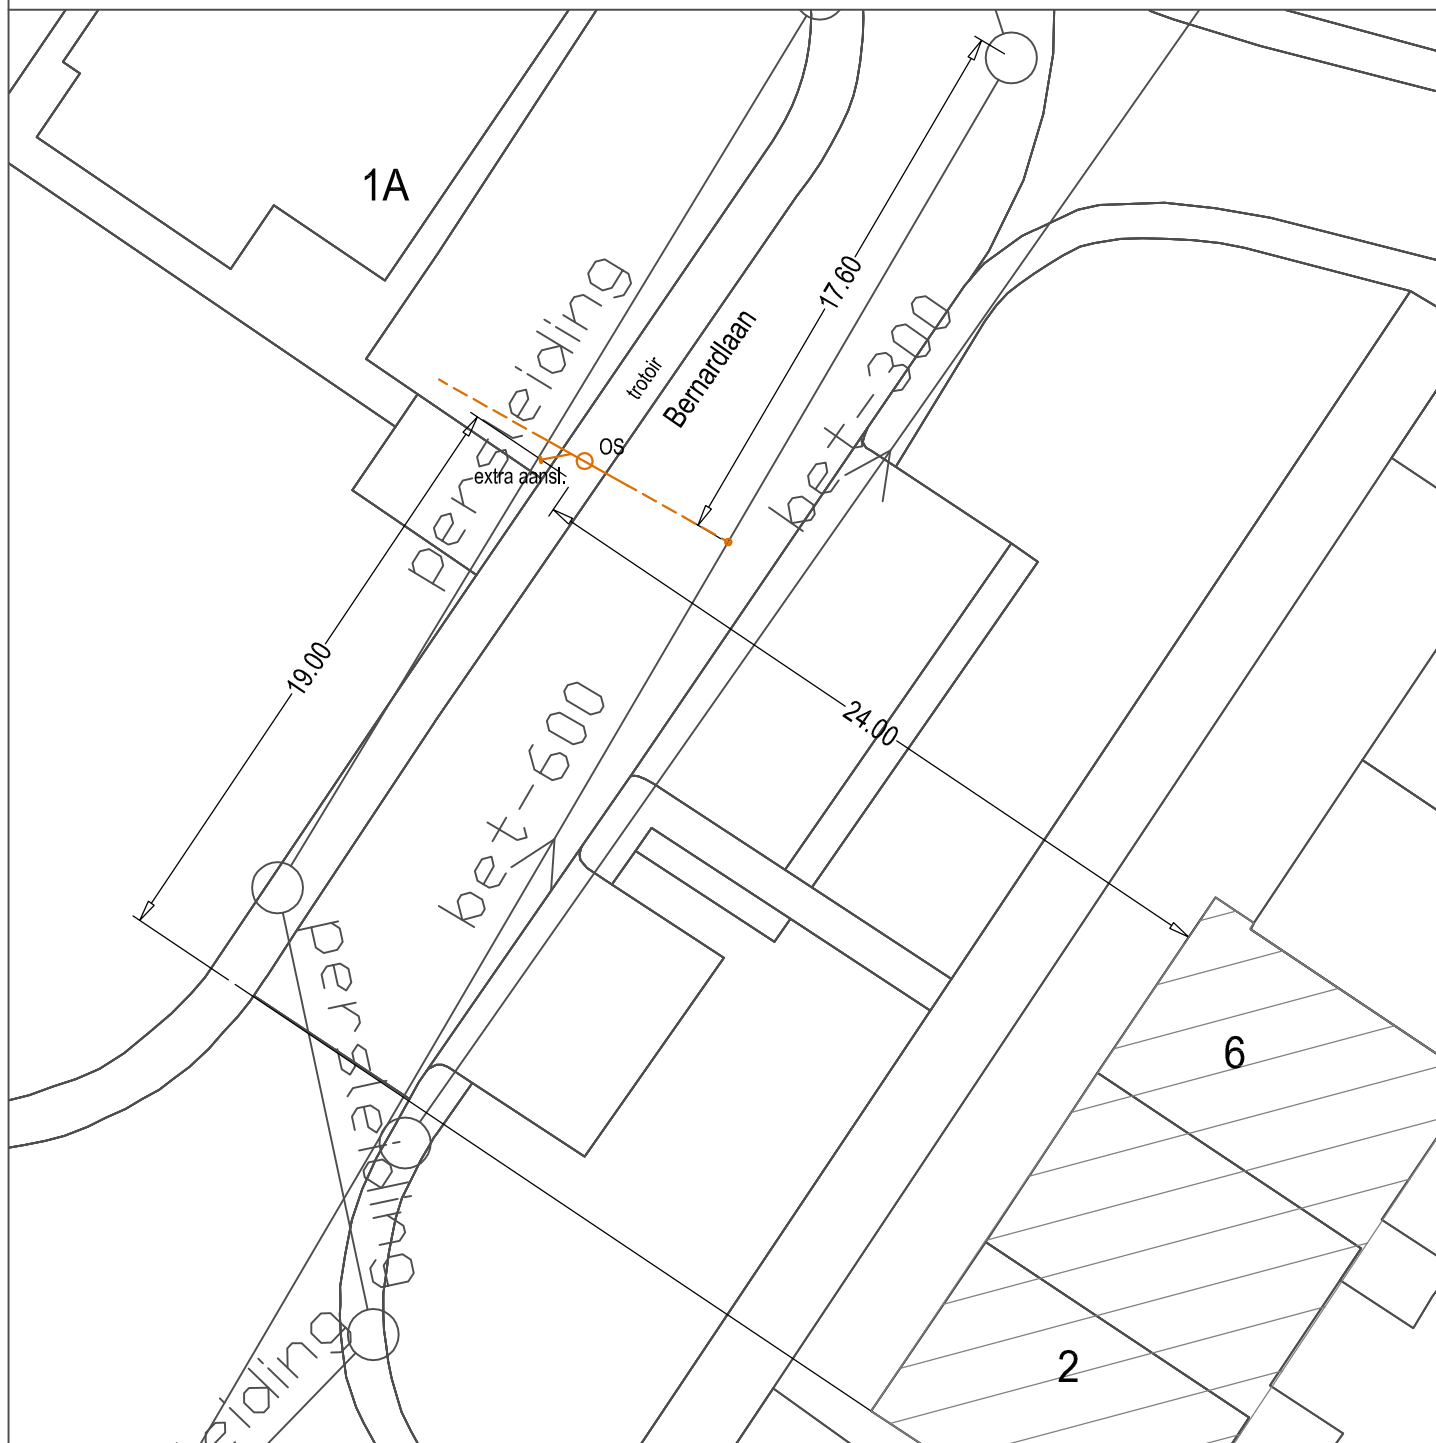 1A
persleiding
trotoir
Bernardlaan
17.60
bet-300
OS
extra aansl.
19.00
24.00
bet-600
persleiding
6
2
eiding